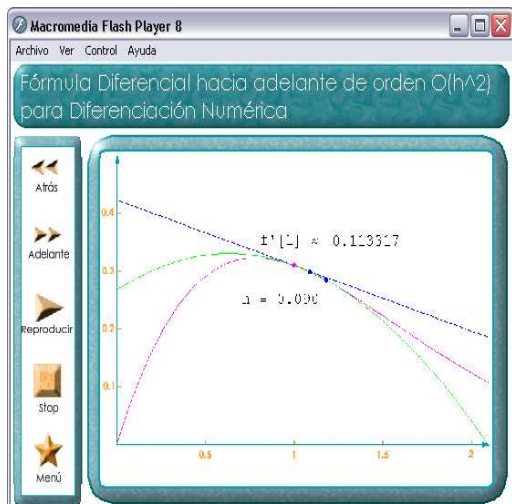 Macromedia Flash Player 8
Archivo Ver Control Ayuda
Fórmula Diferencial hacia adelante de orden O(h^2)
para Diferenciación Numérica
Atrás
Adelante
Reproducir
Stop
Menú
0.4
0.3
0.2
0.1
0.5
1
1.5
2